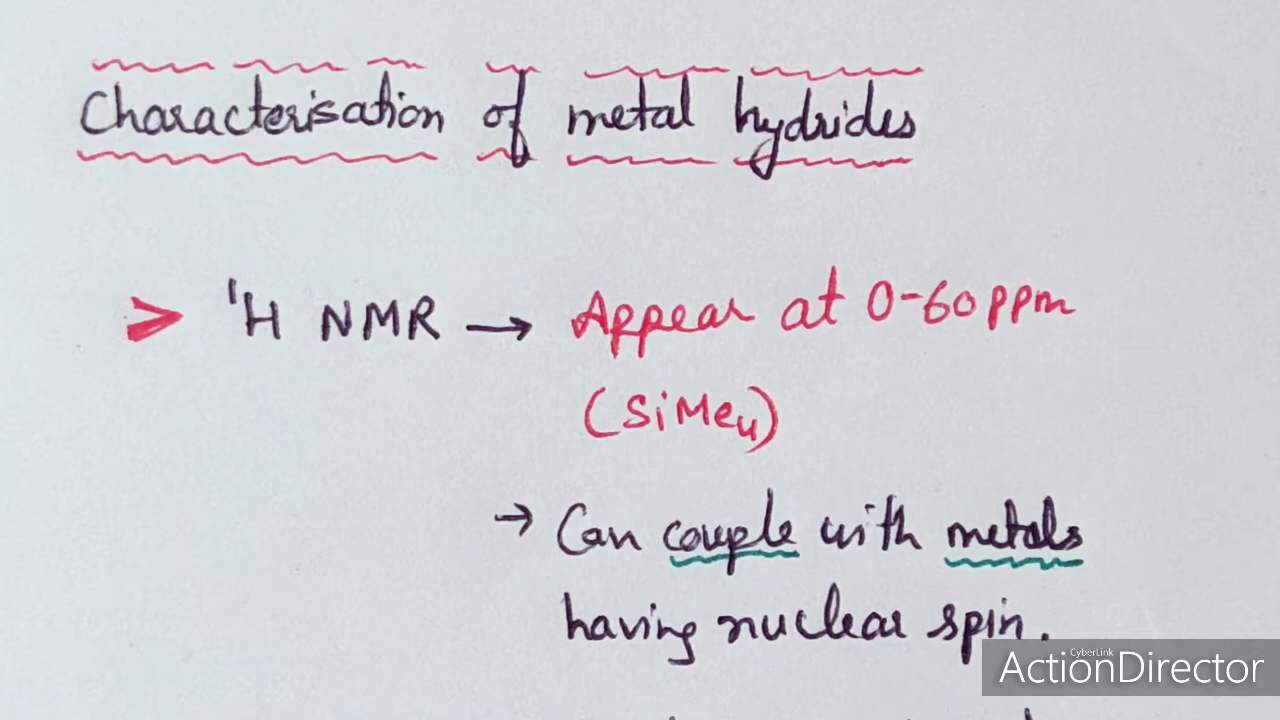 Characterisation of metal hydrides
> ¹H NMR → Appear at 0-60 ppm
(SiMe₄)
→ Can couple with metals
having nuclear spin.
CyberLink
ActionDirector